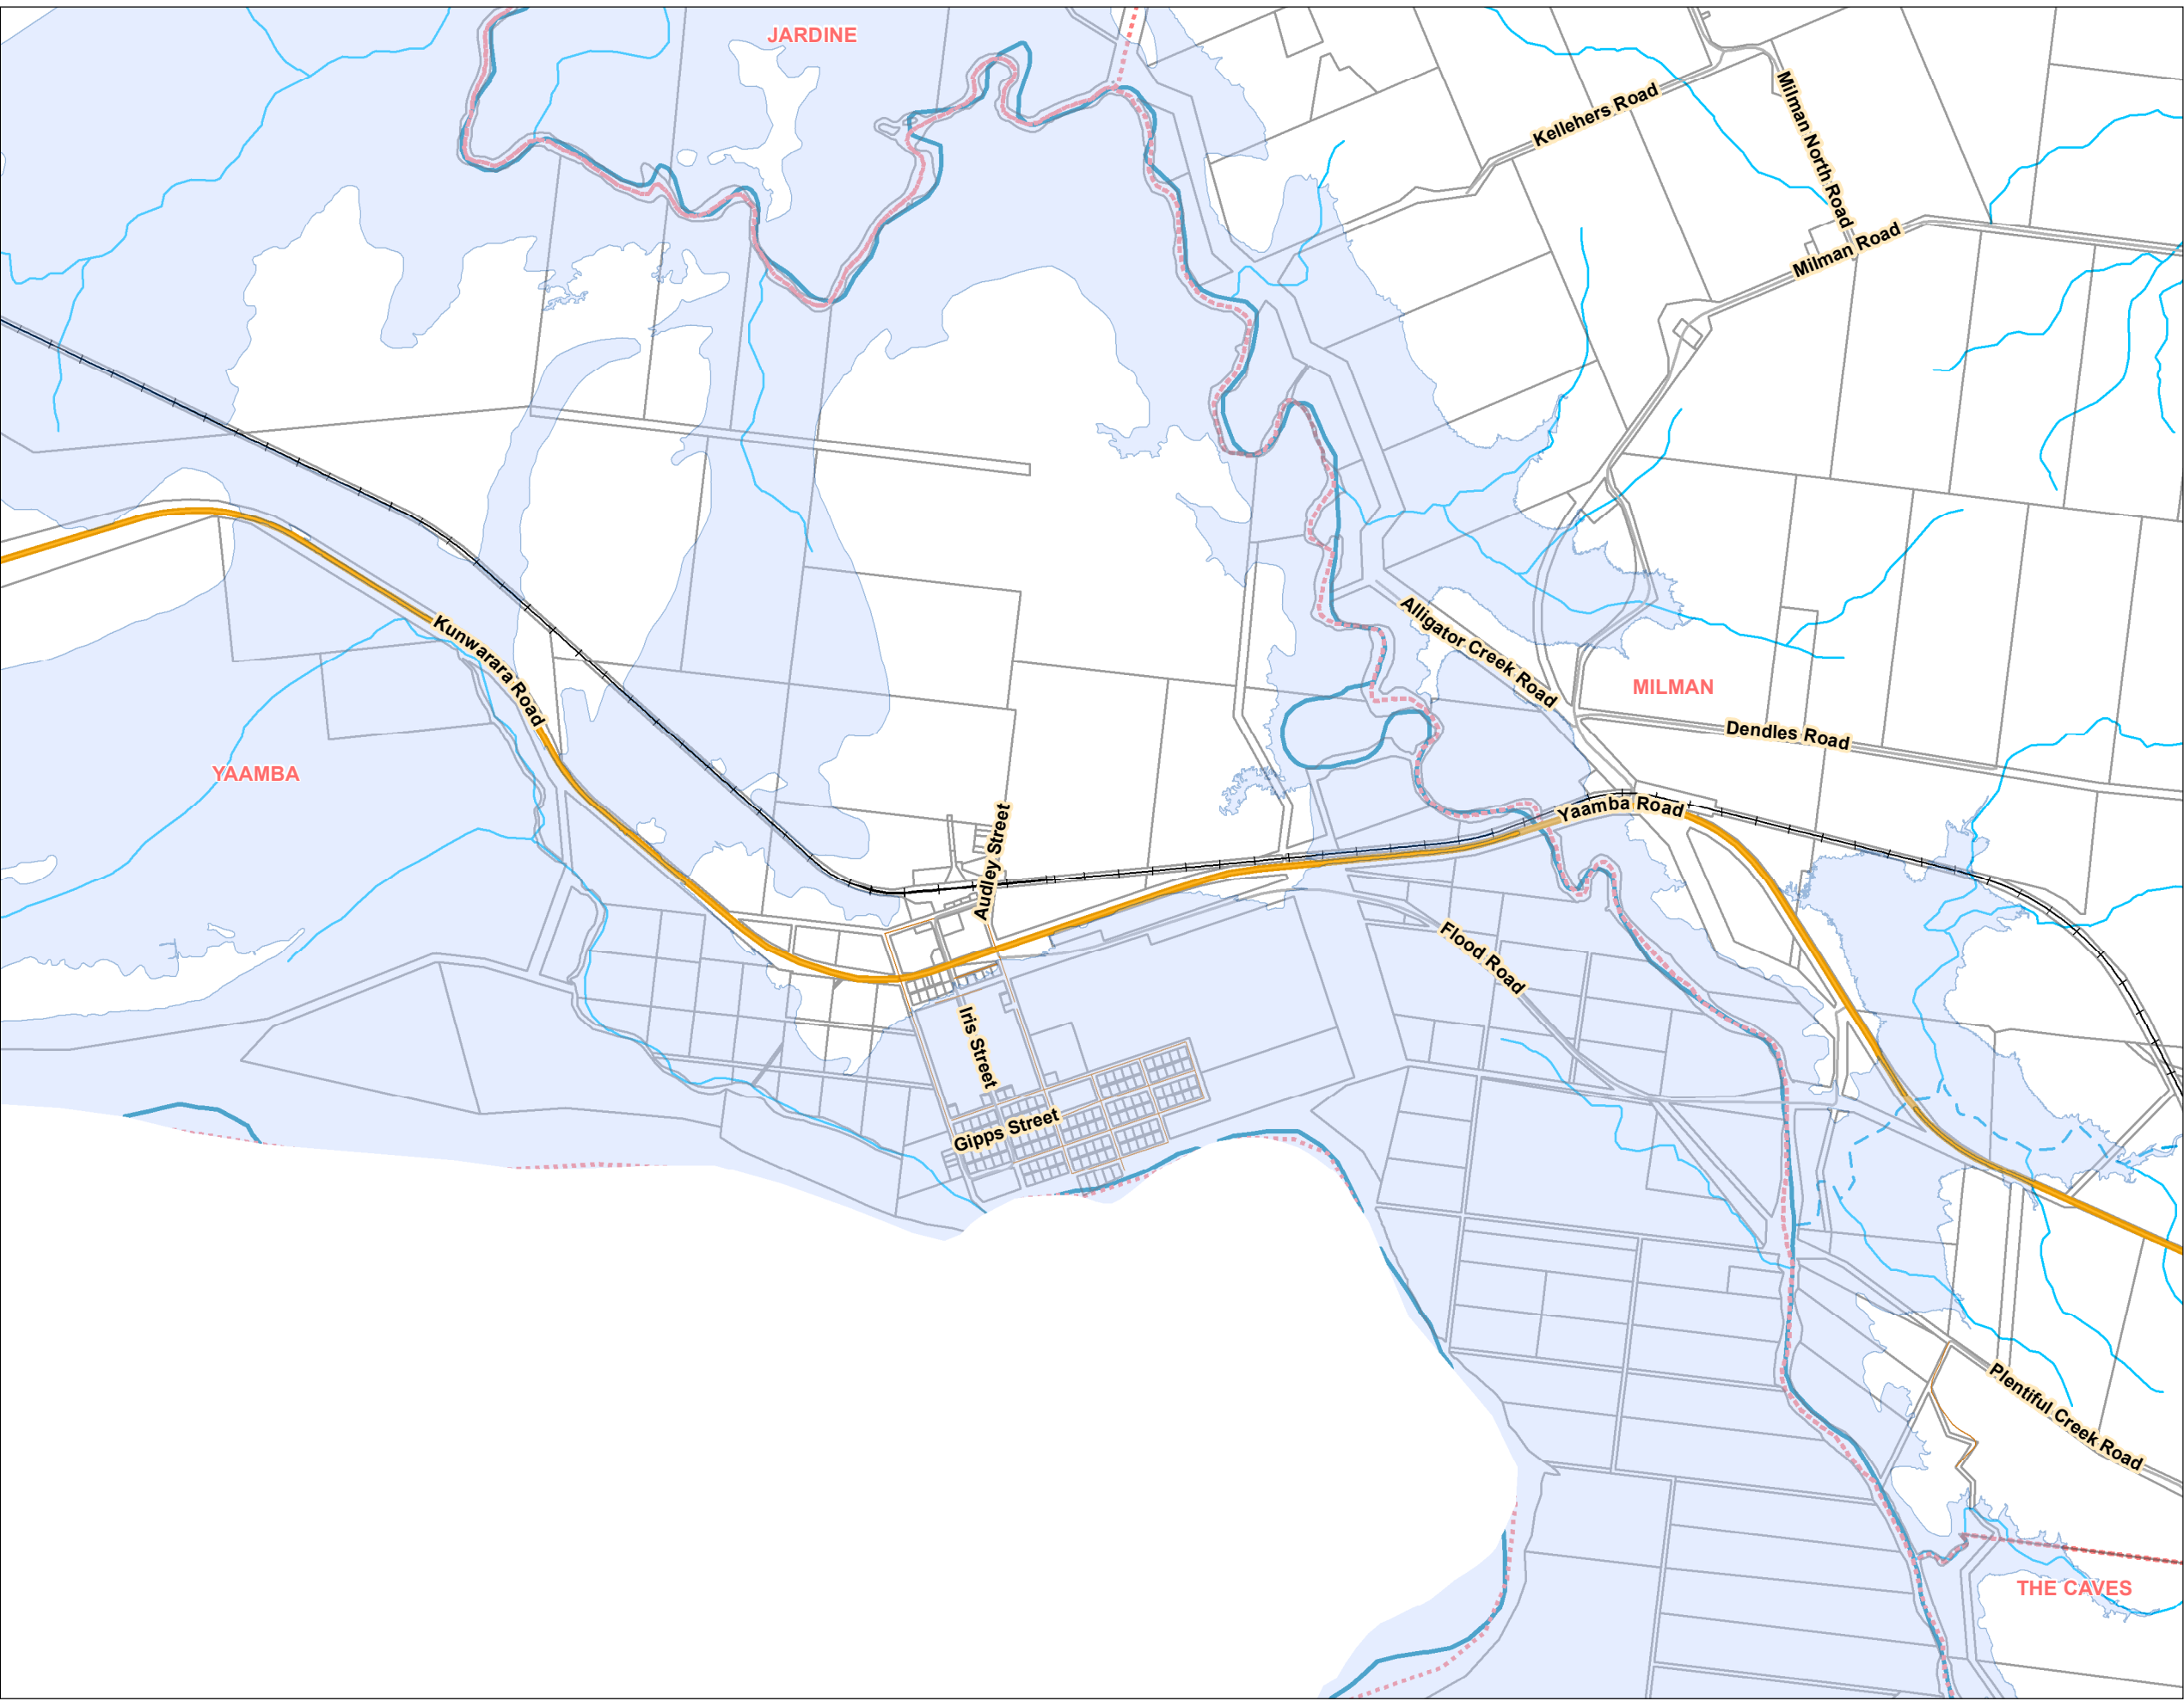 JARDINE
Kellehers Road
Milman North Road
Milman Road
Alligator Creek Road
Kunwarara Road
MILMAN
Dendles Road
YAAMBA
Yaamba Road
Audley Street
Flood Road
Iris Street
Gipps Street
Plentiful Creek Road
THE CAVES